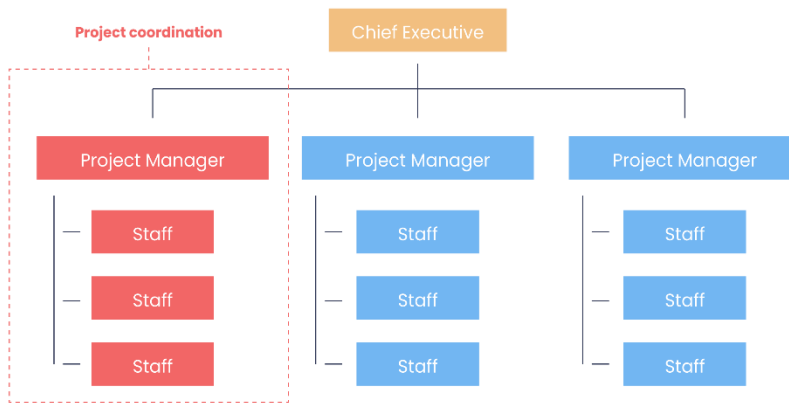 Project coordination
Chief Executive
Project Manager
Project Manager
Project Manager
Staff
Staff
Staff
Staff
Staff
Staff
Staff
Staff
Staff